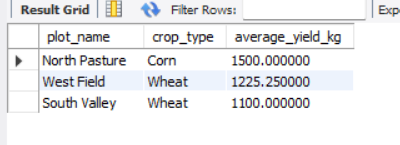 Result Grid Filter Rows: Exp
plot_name crop_type average_yield_kg
North Pasture Corn 1500.000000
West Field Wheat 1225.250000
South Valley Wheat 1100.000000